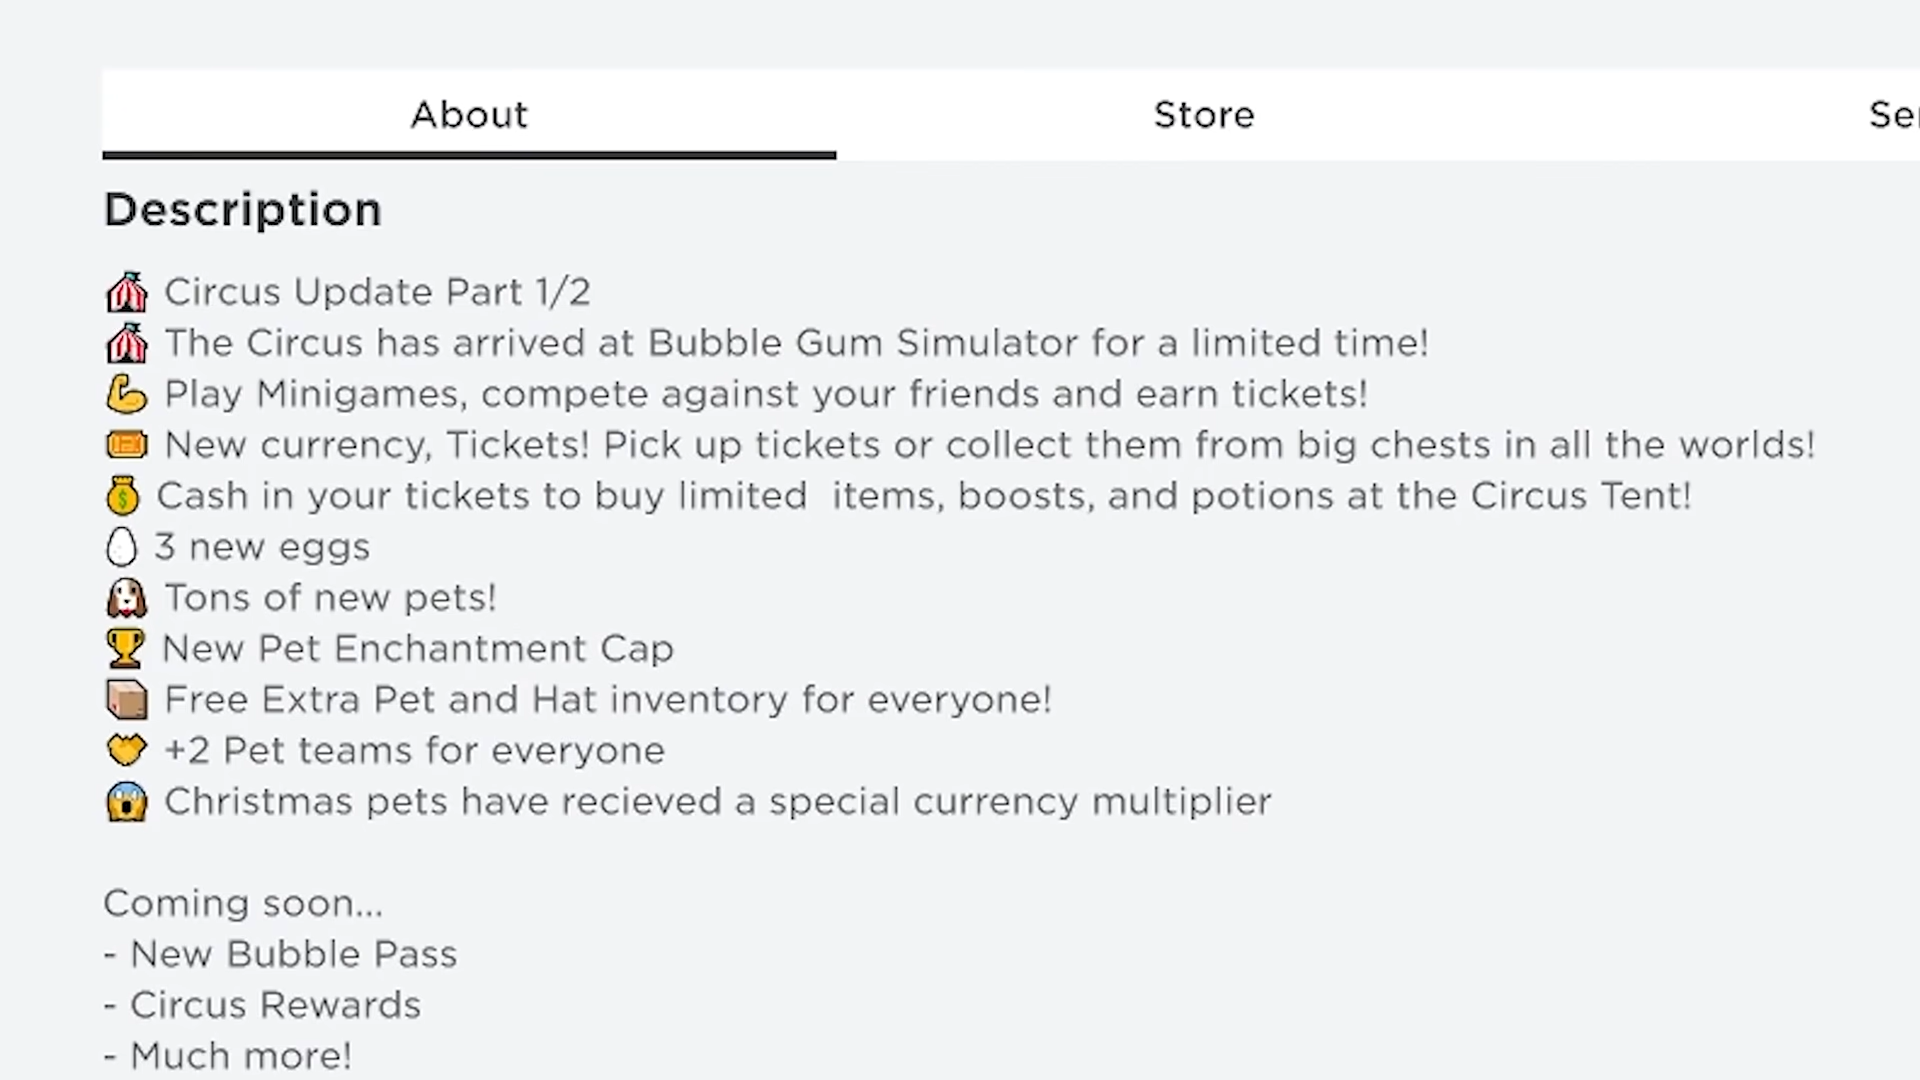 About Store Ser
Description
🎪 Circus Update Part 1/2
🎪 The Circus has arrived at Bubble Gum Simulator for a limited time!
💪 Play Minigames, compete against your friends and earn tickets!
🎟️ New currency, Tickets! Pick up tickets or collect them from big chests in all the worlds!
💰 Cash in your tickets to buy limited  items, boosts, and potions at the Circus Tent!
🥚 3 new eggs
🐶 Tons of new pets!
🏆 New Pet Enchantment Cap
📦 Free Extra Pet and Hat inventory for everyone!
🤝 +2 Pet teams for everyone
😱 Christmas pets have recieved a special currency multiplier
Coming soon...
- New Bubble Pass
- Circus Rewards
- Much more!